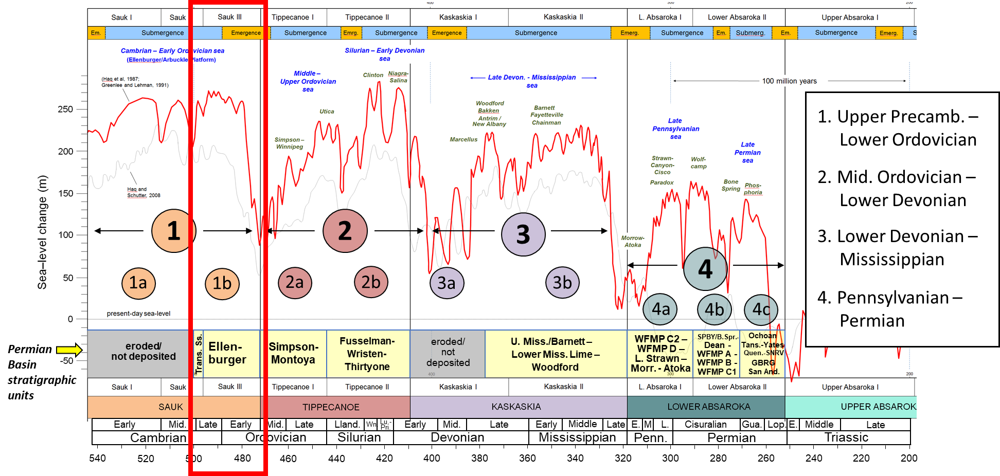 400
300
200
Sauk I
Sauk
Sauk III
Tippecanoe I
Tippecanoe II
Kaskaskia I
Kaskaskia II
L. Absaroka I
Lower Absaroka II
Upper Absaroka I
Em.
Submergence
Emergence
Submergence
Emrg.
Submergence
Emergence
Submergence
Emerg.
Submergence
Em.
Submerg.
Em.
Submergence
Emerg.
S
Cambrian – Early Ordovician sea
(Ellenburger/Arbuckle Platform)
Silurian – Early Devonian
sea
Middle –
Upper Ordovician
sea
Late Devon. - Mississippian
sea
100 million years
(Haq et al, 1987;
Greenlee and Lehman, 1991)
Clinton
Niagra-
Salina
Utica
Simpson –
Winnipeg
Woodford
Bakken
Antrim /
New Albany
Marcellus
Barnett
Fayetteville
Chainman
Late
Pennsylvanian
sea
Late
Permian
sea
Strawn-
Canyon-
Cisco
Paradox
Wolf-
camp
Bone
Spring
Phos-
phoria
Morrow-
Atoka
Haq and
Schutter, 2008
Sea–level change (m)
250
200
150
100
50
0
-50
1
2
3
4
1a
1b
2a
2b
3a
3b
4a
4b
4c
present-day sea-level
1. Upper Precamb. –
Lower Ordovician
2. Mid. Ordovician –
Lower Devonian
3. Lower Devonian –
Mississippian
4. Pennsylvanian –
Permian
Permian
Basin
stratigraphic
units
eroded/
not deposited
Trans. Ss.
Ellen-
burger
Simpson-
Montoya
Fusselman-
Wristen-
Thirtyone
eroded/
not
deposited
U. Miss./Barnett –
Lower Miss. Lime –
Woodford
WFMP C2 –
WFMP D –
L. Strawn –
Morr. - Atoka
SPBY/B.Spr.-
Dean -
WFMP A -
WFMP B -
WFMP C1
Ochoan
Tans.-Yates
Quen.-SNRV
GBRG
San And.
400
300
200
Sauk I
Sauk
Sauk III
Tippecanoe I
Tippecanoe II
Kaskaskia I
Kaskaskia II
L. Absaroka I
Lower Absaroka II
Upper Absaroka I
SAUK
TIPPECANOE
KASKASKIA
LOWER ABSAROKA
UPPER ABSAROK
Early
Mid.
Late
Early
Mid.
Late
Lland.
Wn
Lu.-
Pri.
Early
Mid.
Late
Early
Middle
Late
E.
M
L.
Cisuralian
Gua.
Lop.
E.
Middle
Late
Cambrian
Ordovician
Silurian
Devonian
Mississippian
Penn.
Permian
Triassic
540
520
500
480
460
440
420
400
380
360
340
320
300
280
260
240
220
200